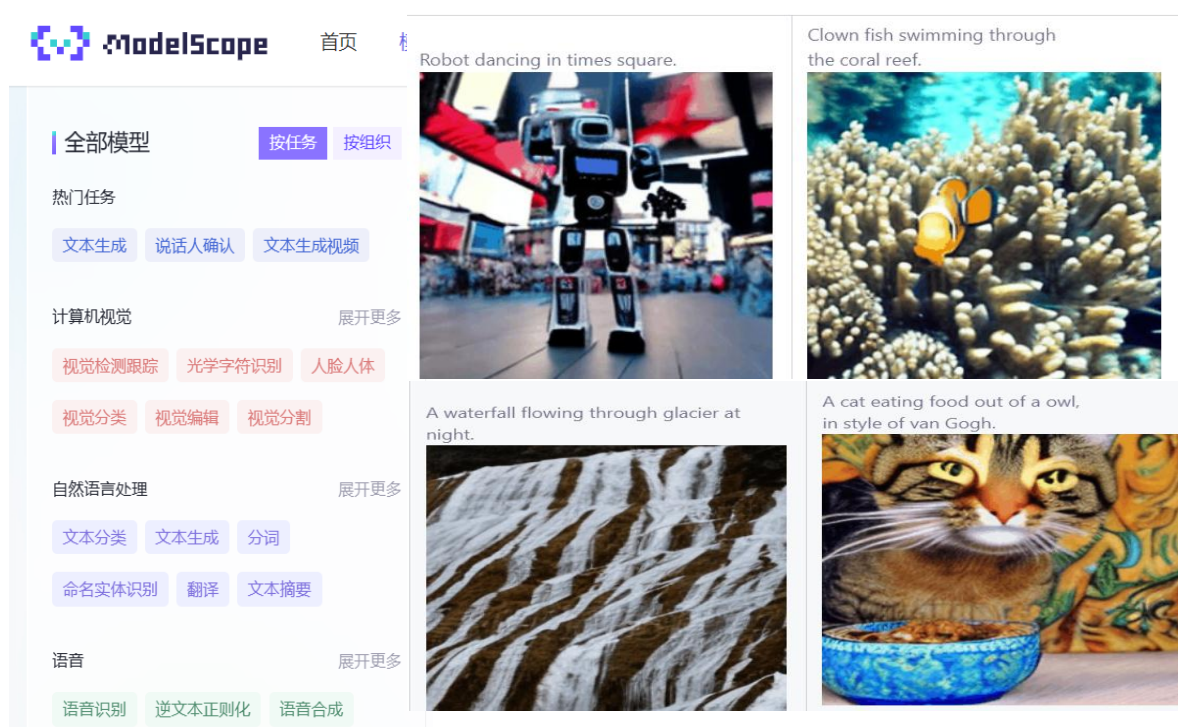 ModelScope
首页
全部模型
按任务
按组织
热门任务
文本生成
说话人确认
文本生成视频
计算机视觉
展开更多
视觉检测跟踪
光学字符识别
人脸人体
视觉分类
视觉编辑
视觉分割
自然语言处理
展开更多
文本分类
文本生成
分词
命名实体识别
翻译
文本摘要
语音
展开更多
语音识别
逆文本正则化
语音合成
Robot dancing in times square.
Clown fish swimming through
the coral reef.
A waterfall flowing through glacier at
night.
A cat eating food out of a owl,
in style of van Gogh.